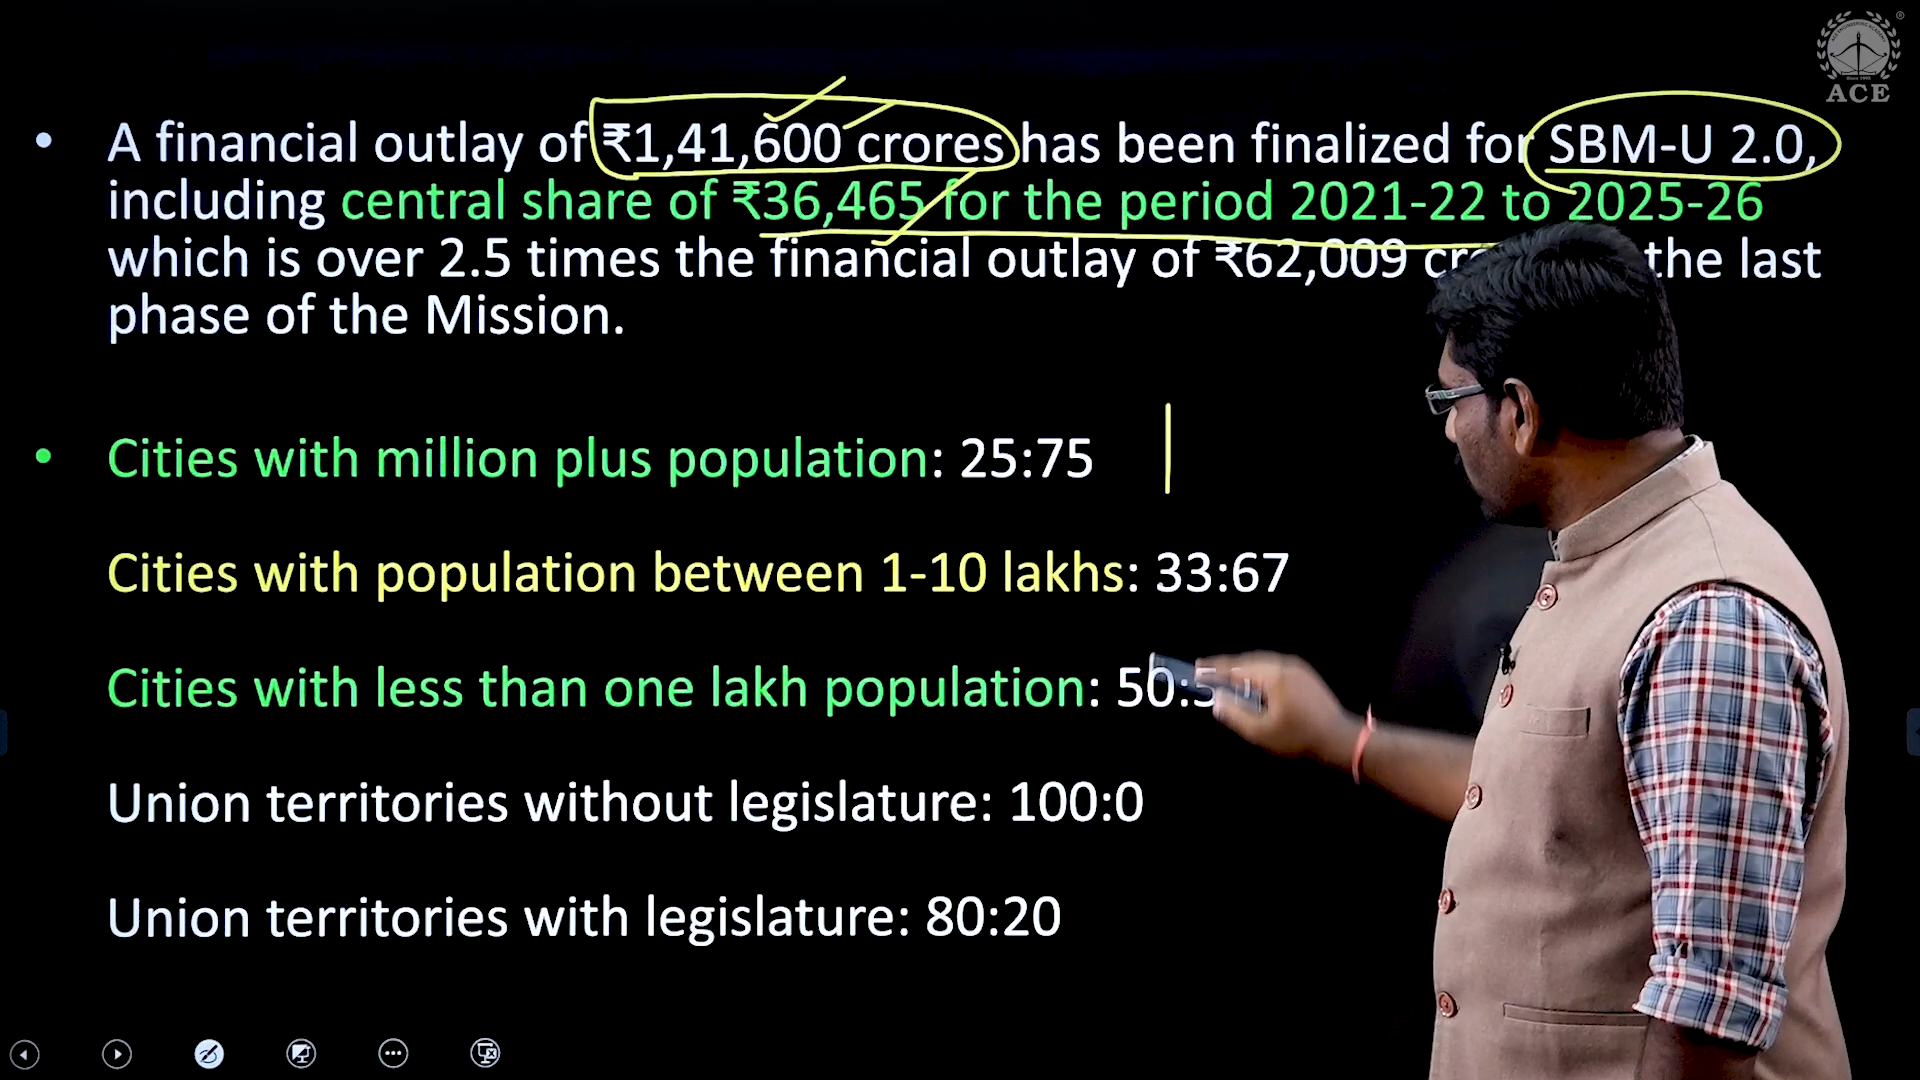 • A financial outlay of ₹1,41,600 crores has been finalized for SBM-U 2.0,
including central share of ₹36,465 for the period 2021-22 to 2025-26
which is over 2.5 times the financial outlay of ₹62,009 the last
phase of the Mission.
• Cities with million plus population: 25:75
Cities with population between 1-10 lakhs: 33:67
Cities with less than one lakh population: 50:
Union territories without legislature: 100:0
Union territories with legislature: 80:20
ACE